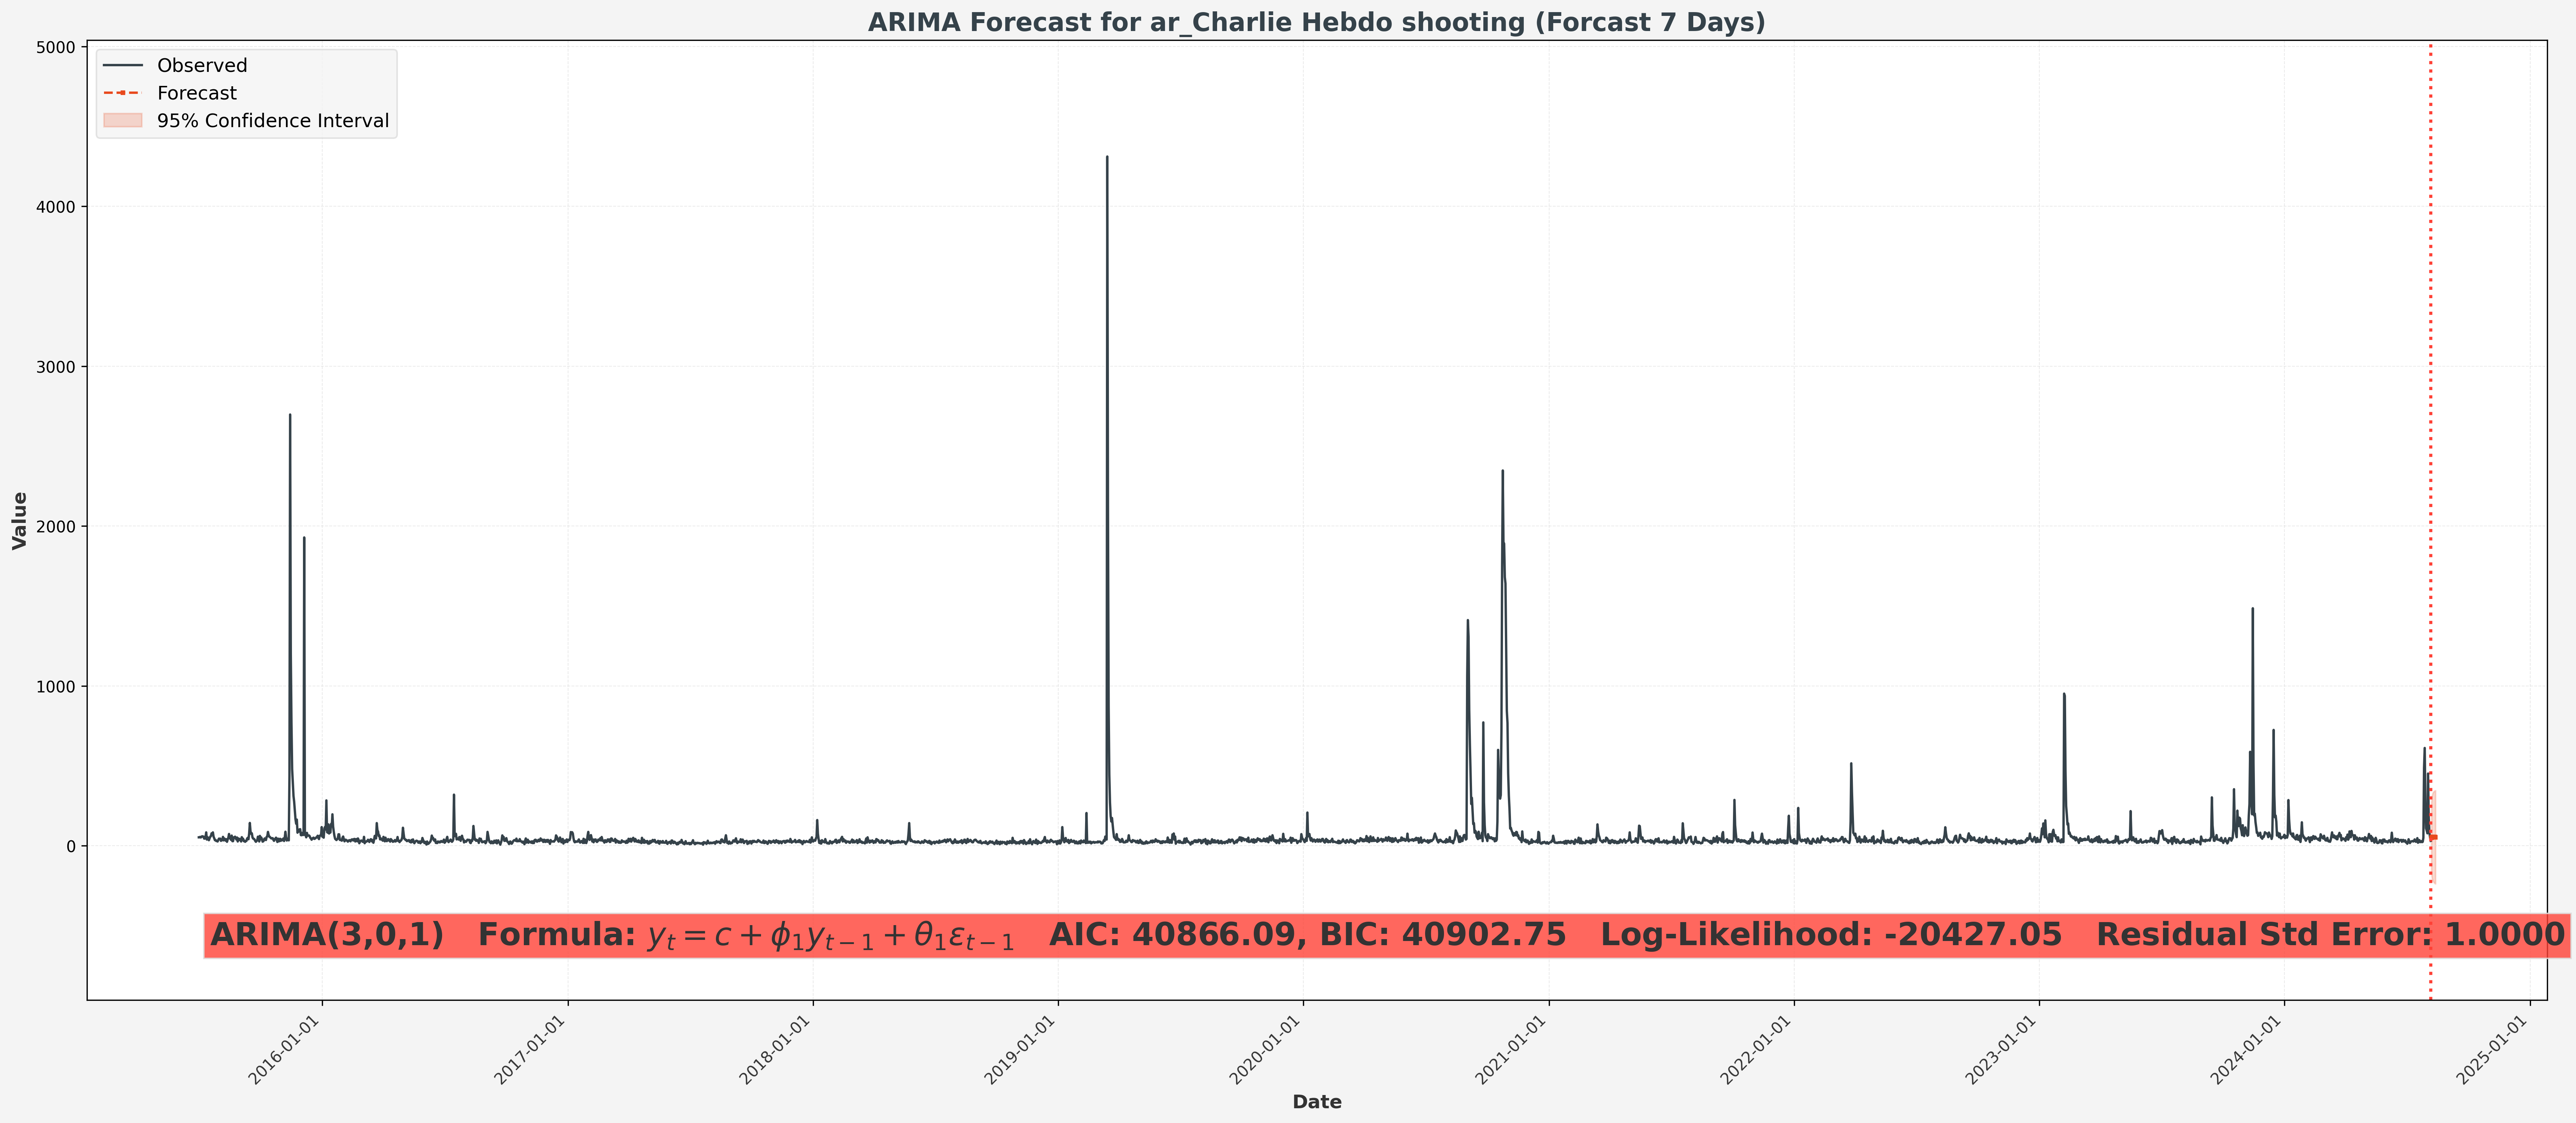 ARIMA Forecast for ar_Charlie Hebdo shooting (Forcast 7 Days)
Observed
Forecast
95% Confidence Interval
5000
4000
3000
2000
1000
0
Value
ARIMA(3,0,1) Formula: $y_t = c + \phi_1 y_{t-1} + \theta_1 \varepsilon_{t-1}$ AIC: 40866.09, BIC: 40902.75 Log-Likelihood: -20427.05 Residual Std Error: 1.0000
2016-01-01
2017-01-01
2018-01-01
2019-01-01
2020-01-01
2021-01-01
2022-01-01
2023-01-01
2024-01-01
2025-01-01
Date